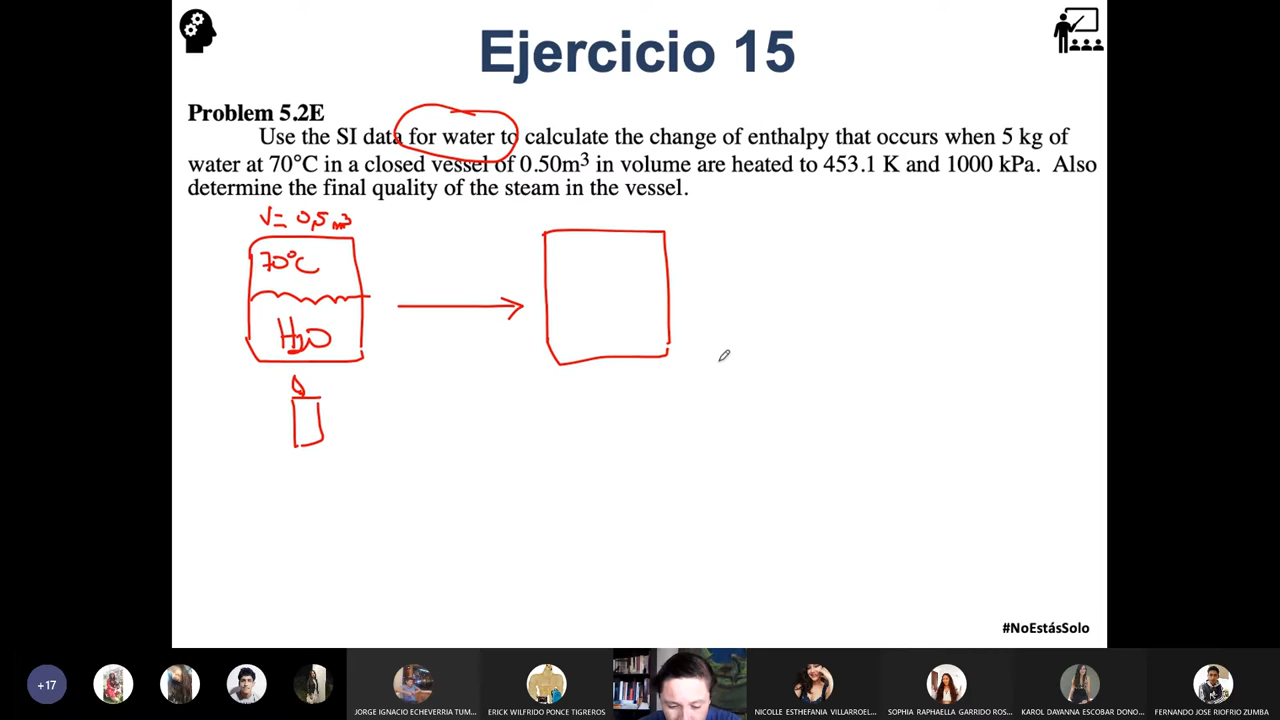 Ejercicio 15
Problem 5.2E
Use the SI data for water to calculate the change of enthalpy that occurs when 5 kg of
water at 70°C in a closed vessel of 0.50m³ in volume are heated to 453.1 K and 1000 kPa. Also
determine the final quality of the steam in the vessel.
V= 0,5 m3
70°C
H2O
#NoEstásSolo
+17
JORGE IGNACIO ECHEVERRIA TUM...
ERICK WILFRIDO PONCE TIGREROS
NICOLLE ESTHEFANIA VILLARROEL...
SOPHIA RAPHAELLA GARRIDO ROS...
KAROL DAYANNA ESCOBAR DONO...
FERNANDO JOSE RIOFRIO ZUMBA